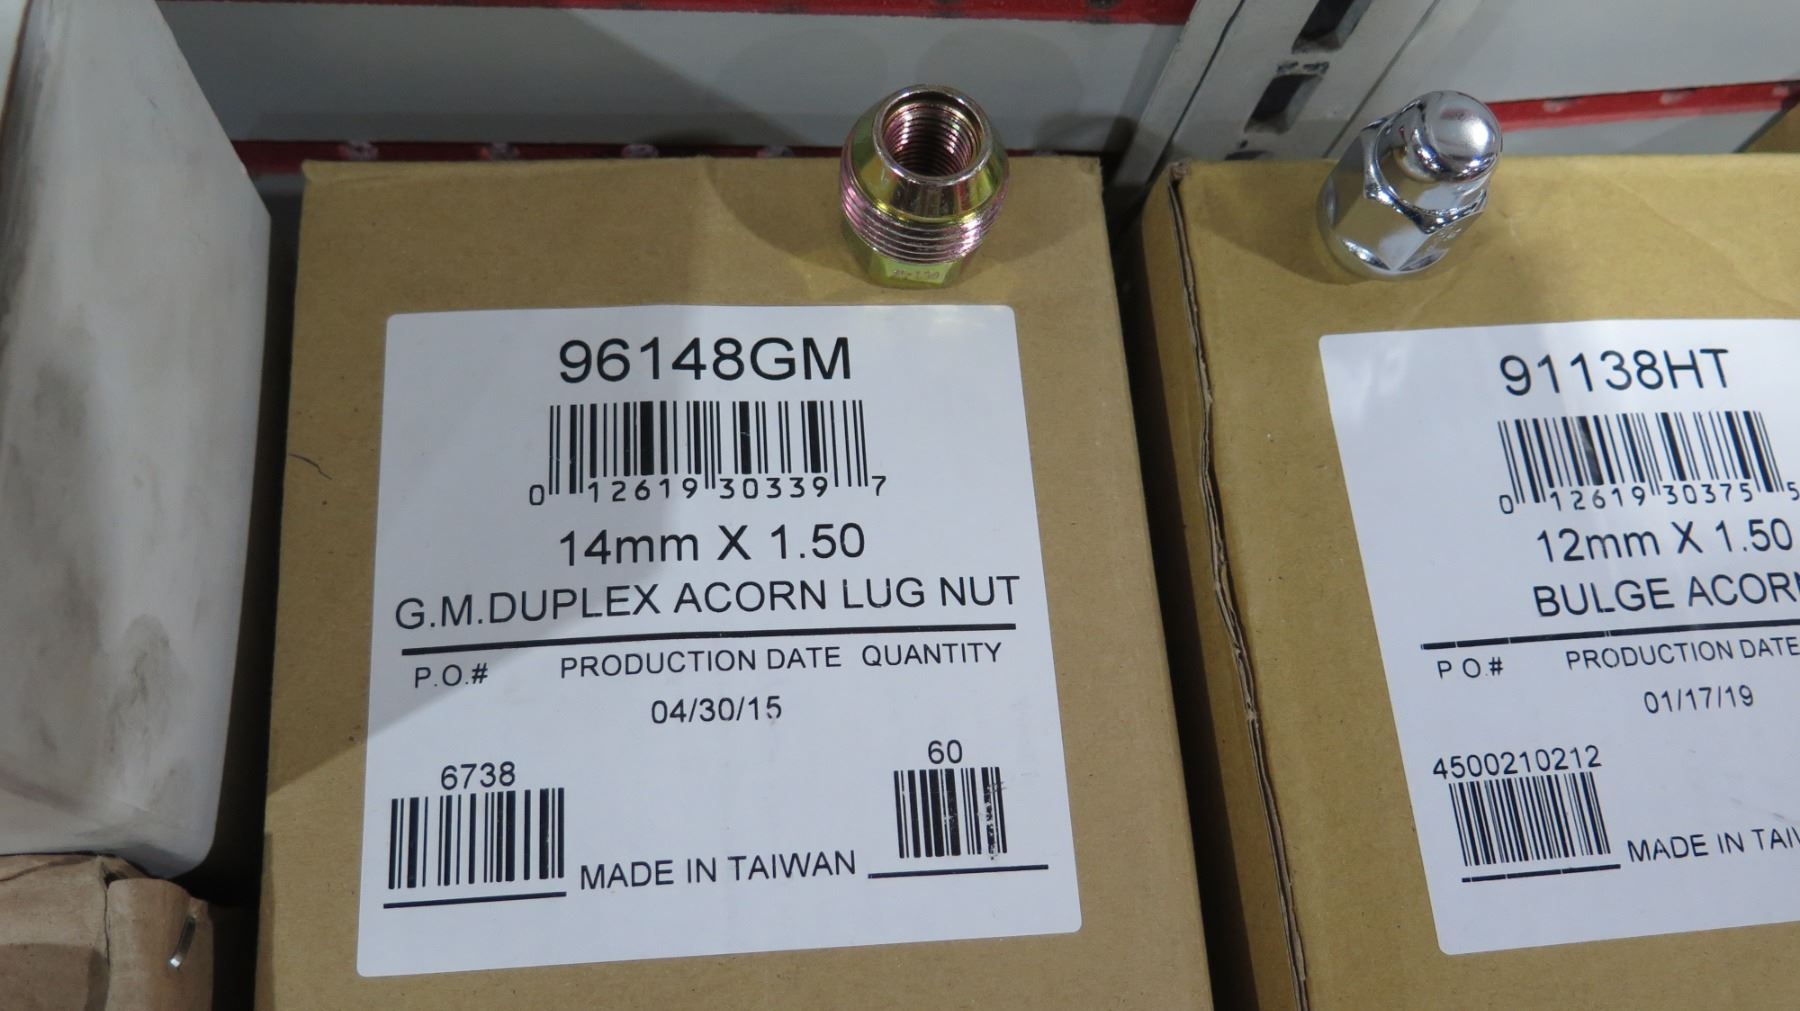 96148GM
0 12619 30339 7
14mm X 1.50
G.M.DUPLEX ACORN LUG NUT
P.O.# PRODUCTION DATE QUANTITY
04/30/15
6738 60
MADE IN TAIWAN
91138HT
0 12619 30375 5
12mm X 1.50
BULGE ACORN
P.O.# PRODUCTION DATE
01/17/19
4500210212
MADE IN TAI